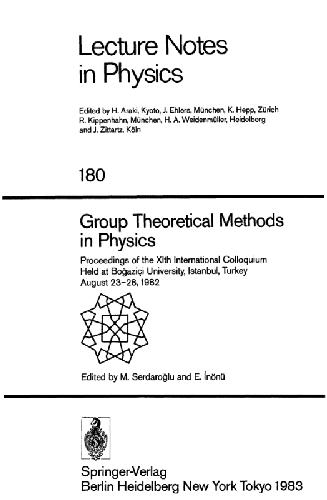 Lecture Notes
in Physics
Edited by H. Araki, Kyoto, J. Ehlers, München, K. Hepp, Zürich
R. Kippenhahn, München, H. A. Weidenmüller, Heidelberg
and J. Zittartz, Köln
180
Group Theoretical Methods
in Physics
Proceedings of the XIth International Colloquium
Held at Boğaziçi University, Istanbul, Turkey
August 23–28, 1982
Edited by M. Serdaroğlu and E. İnönü
Springer-Verlag
Berlin Heidelberg New York Tokyo 1983